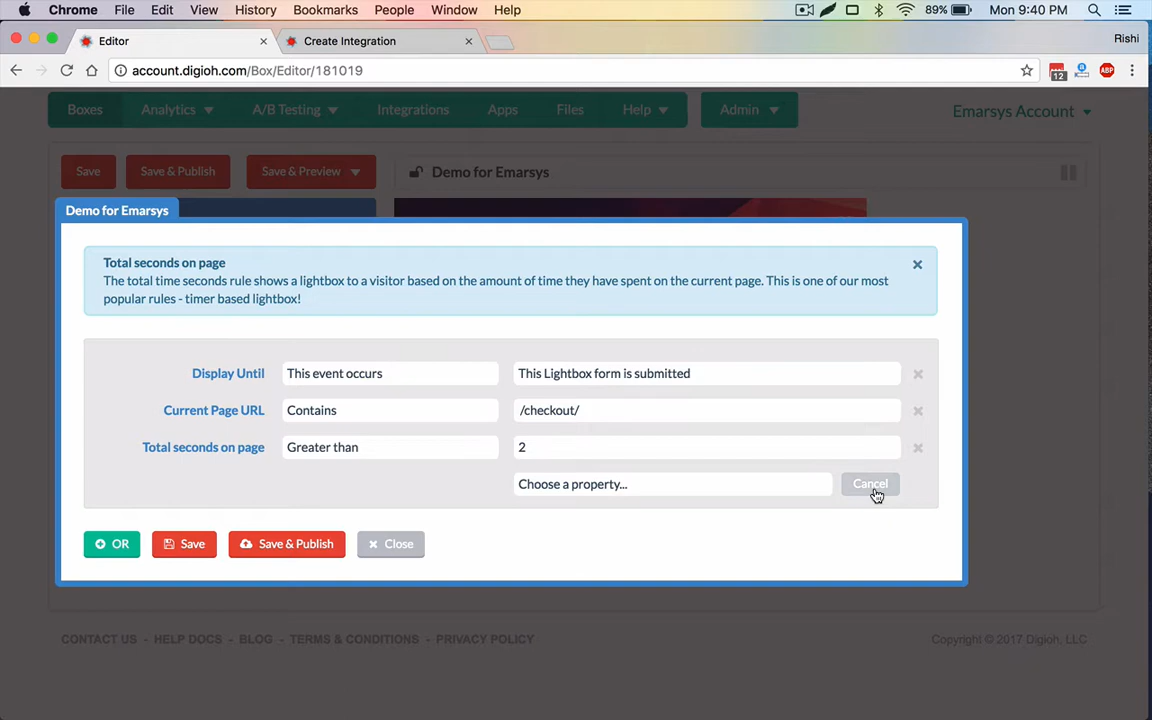 Chrome File Edit View History Bookmarks People Window Help 89% Mon 9:40 PM
Editor Create Integration Rishi
account.digioh.com/Box/Editor/181019 12 ABP
Boxes Analytics A/B Testing Integrations Apps Files Help Admin Emarsys Account
Save Save & Publish Save & Preview Demo for Emarsys
Demo for Emarsys
Total seconds on page
The total time seconds rule shows a lightbox to a visitor based on the amount of time they have spent on the current page. This is one of our most
popular rules - timer based lightbox!
Display Until This event occurs This Lightbox form is submitted
Current Page URL Contains /checkout/
Total seconds on page Greater than 2
Choose a property... Cancel
OR Save Save & Publish Close
CONTACT US - HELP DOCS - BLOG - TERMS & CONDITIONS - PRIVACY POLICY Copyright © 2017 Digioh, LLC